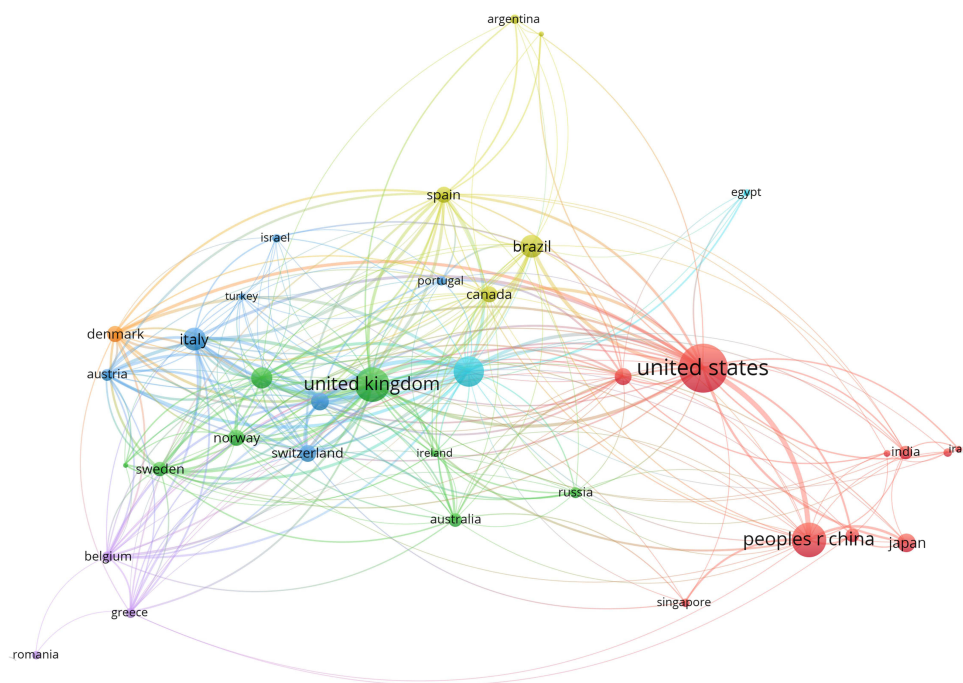 argentina
egypt
spain
israel
brazil
portugal
turkey
canada
denmark
italy
united states
austria
united kingdom
norway
switzerland
ireland
india
ira
sweden
russia
australia
peoples r china
japan
belgium
singapore
greece
romania